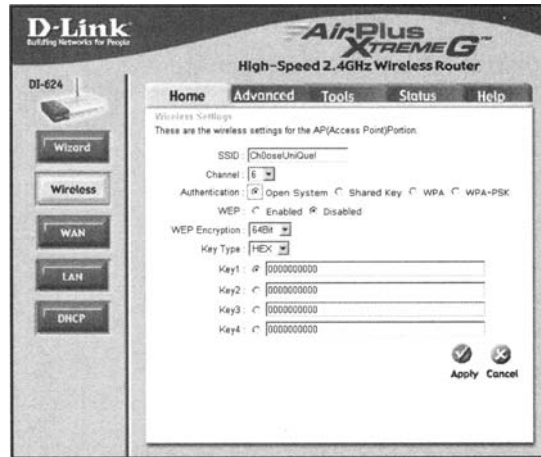 D-Link
Building Networks for People
AirPlus
XTREME G™
High-Speed 2.4GHz Wireless Router
DI-624
Home Advanced Tools Status Help
Wireless Settings
These are the wireless settings for the AP(Access Point)Portion.
Wizard
Wireless
WAN
LAN
DHCP
SSID : Ch0oseUniQue!
Channel : 6
Authentication : Open System Shared Key WPA WPA-PSK
WEP : Enabled Disabled
WEP Encryption : 64Bit
Key Type : HEX
Key1 : 0000000000
Key2 : 0000000000
Key3 : 0000000000
Key4 : 0000000000
Apply Cancel